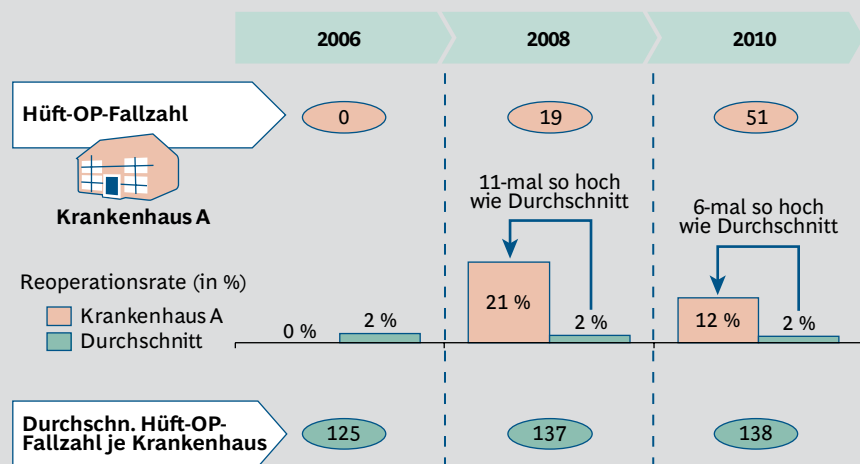 2006
2008
2010
Hüft-OP-Fallzahl
0
19
51
Krankenhaus A
11-mal so hoch
wie Durchschnitt
6-mal so hoch
wie Durchschnitt
Reoperationsrate (in %)
Krankenhaus A
Durchschnitt
0 %
2 %
21 %
2 %
12 %
2 %
Durchschn. Hüft-OP-
Fallzahl je Krankenhaus
125
137
138